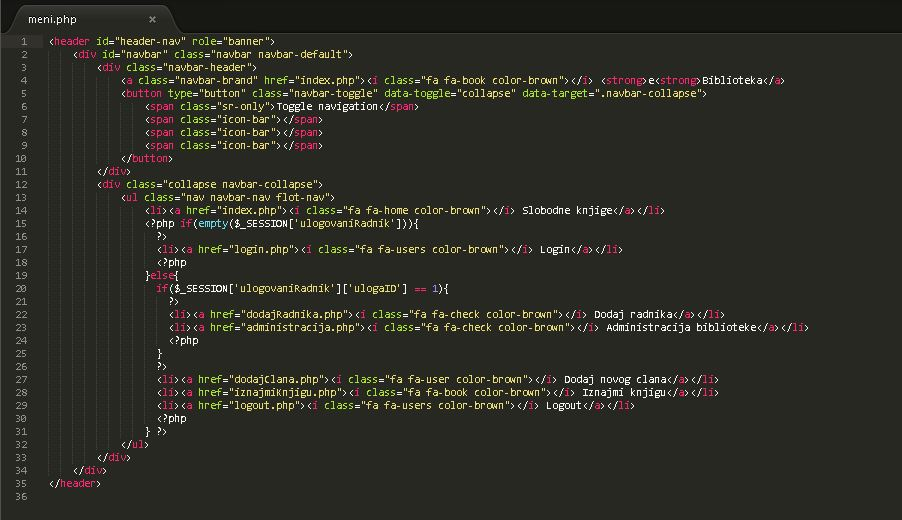 meni.php ×
1 <header id="header-nav" role="banner">
2 <div id="navbar" class="navbar navbar-default">
3 <div class="navbar-header">
4 <a class="navbar-brand" href="index.php"><i class="fa fa-book color-brown"></i> <strong>e<strong>Biblioteka</a>
5 <button type="button" class="navbar-toggle" data-toggle="collapse" data-target=".navbar-collapse">
6 <span class="sr-only">Toggle navigation</span>
7 <span class="icon-bar"></span>
8 <span class="icon-bar"></span>
9 <span class="icon-bar"></span>
10 </button>
11 </div>
12 <div class="collapse navbar-collapse">
13 <ul class="nav navbar-nav flot-nav">
14 <li><a href="index.php"><i class="fa fa-home color-brown"></i> Slobodne knjige</a></li>
15 <?php if(empty($_SESSION['ulogovaniRadnik'])){
16 ?>
17 <li><a href="login.php"><i class="fa fa-users color-brown"></i> Login</a></li>
18 <?php
19 }else{
20 if($_SESSION['ulogovaniRadnik']['ulogaID'] == 1){
21 ?>
22 <li><a href="dodajRadnika.php"><i class="fa fa-check color-brown"></i> Dodaj radnika</a></li>
23 <li><a href="administracija.php"><i class="fa fa-check color-brown"></i> Administracija biblioteke</a></li>
24 <?php
25 }
26 ?>
27 <li><a href="dodajClana.php"><i class="fa fa-user color-brown"></i> Dodaj novog clana</a></li>
28 <li><a href="iznajmiKnjigu.php"><i class="fa fa-book color-brown"></i> Iznajmi knjigu</a></li>
29 <li><a href="logout.php"><i class="fa fa-users color-brown"></i> Logout</a></li>
30 <?php
31 } ?>
32 </ul>
33 </div>
34 </div>
35 </header>
36